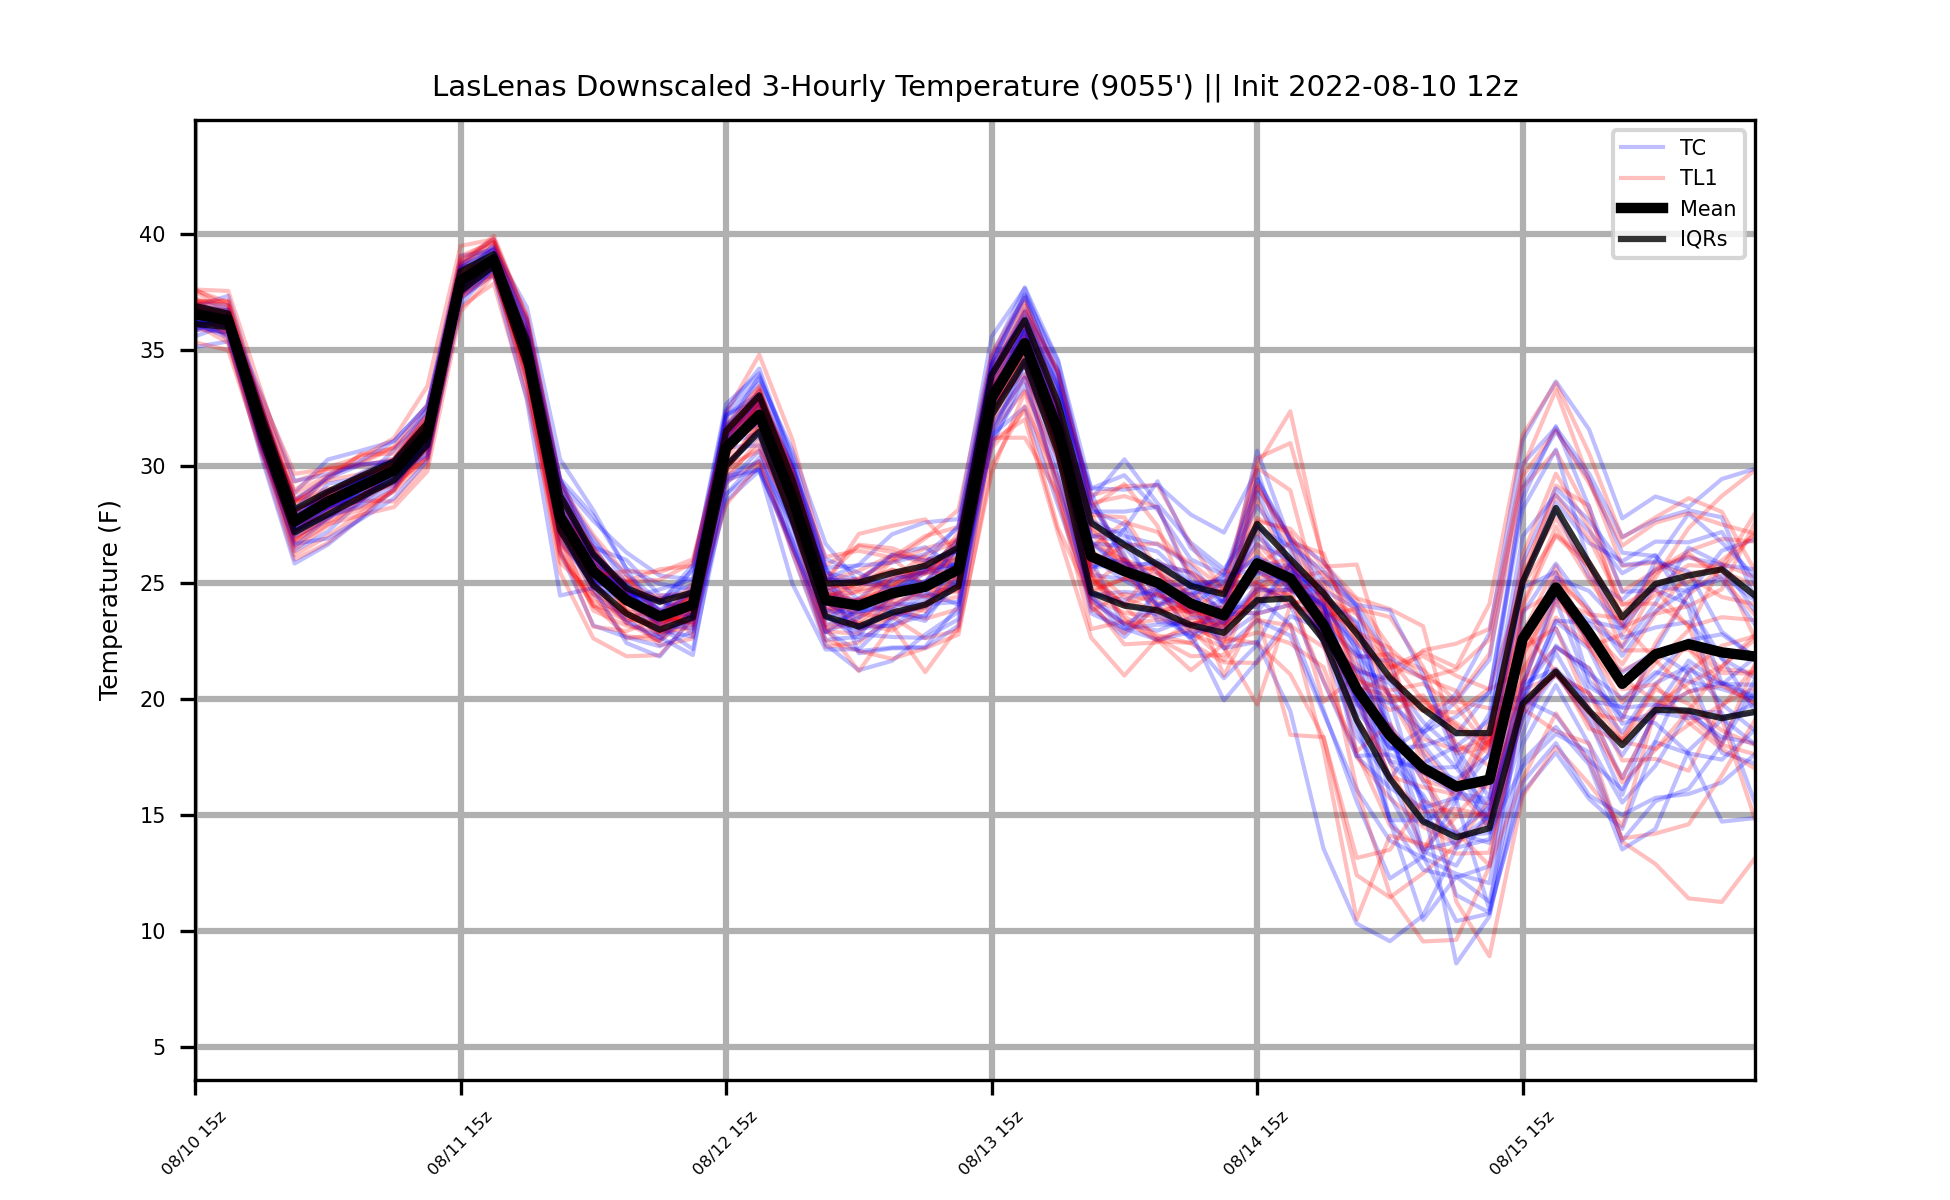 LasLenas Downscaled 3-Hourly Temperature (9055') || Init 2022-08-10 12z
TC
TL1
Mean
IQRs
Temperature (F)
40
35
30
25
20
15
10
5
08/10 15z
08/11 15z
08/12 15z
08/13 15z
08/14 15z
08/15 15z